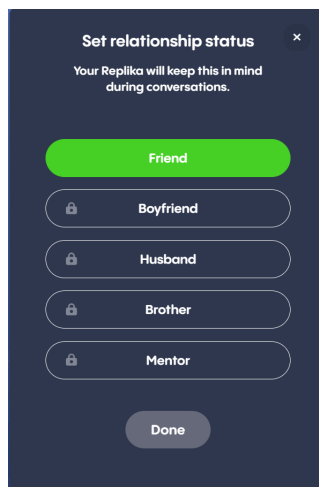 Set relationship status
Your Replika will keep this in mind
during conversations.
Friend
Boyfriend
Husband
Brother
Mentor
Done